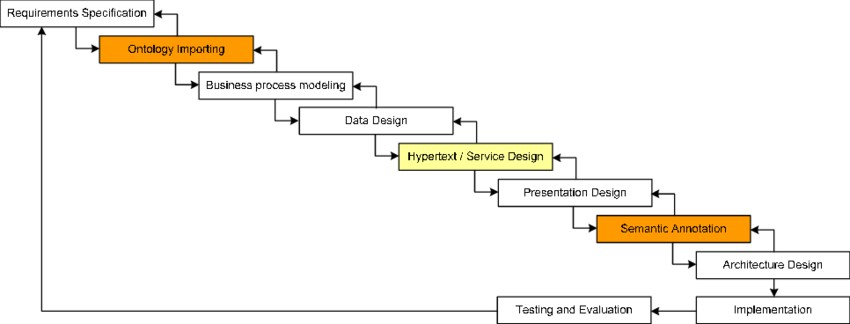 Requirements Specification
Ontology Importing
Business process modeling
Data Design
Hypertext / Service Design
Presentation Design
Semantic Annotation
Architecture Design
Testing and Evaluation
Implementation